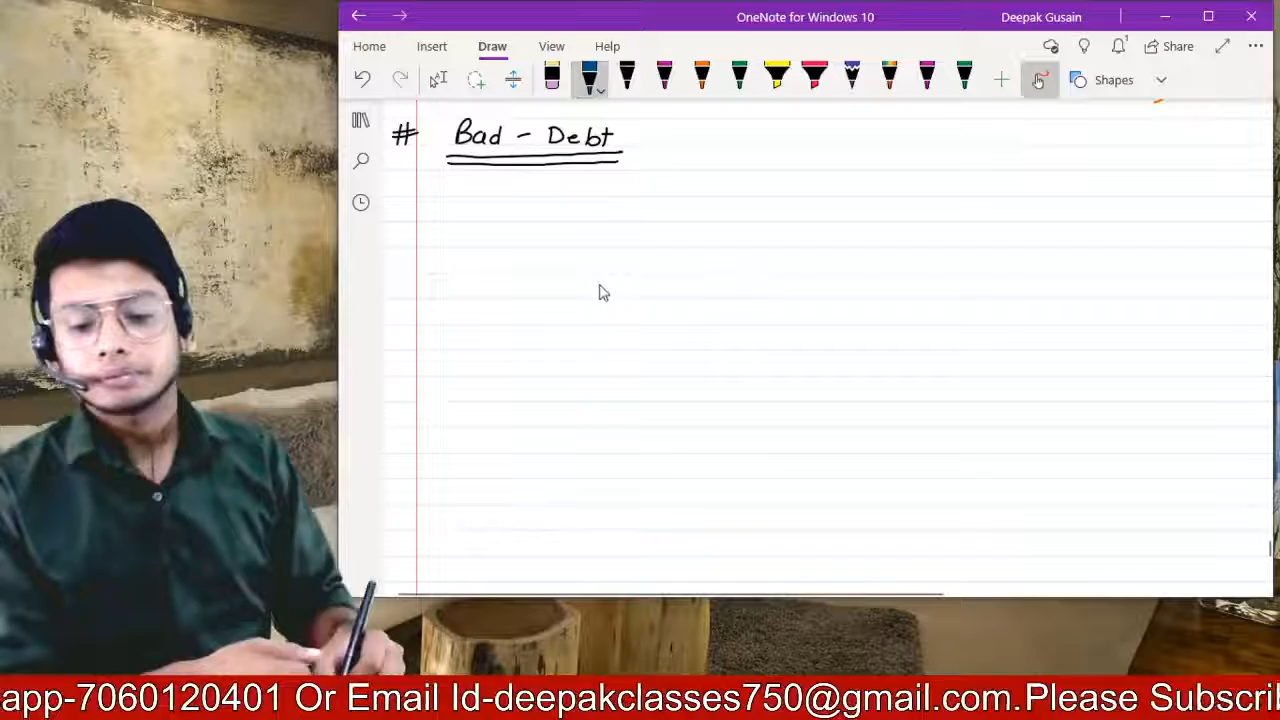 OneNote for Windows 10
Deepak Gusain
Home Insert Draw View Help
Share
Shapes
# Bad - Debt
app-7060120401 Or Email Id-deepakclasses750@gmail.com.Please Subscri